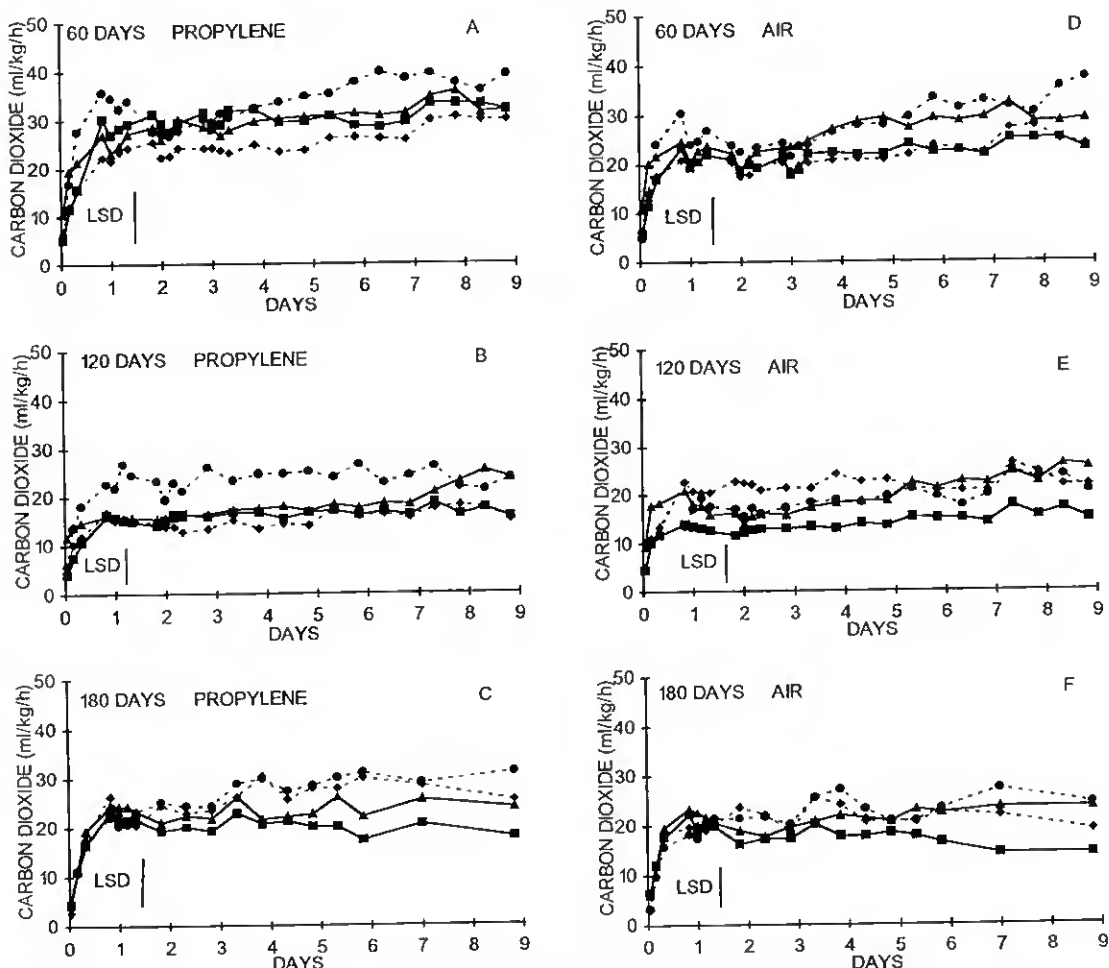 60 DAYS PROPYLENE A
CARBON DIOXIDE (ml/kg/h)
50
40
30
20
10
0
LSD
0 1 2 3 4 5 6 7 8 9
DAYS
60 DAYS AIR D
CARBON DIOXIDE (ml/kg/h)
50
40
30
20
10
0
LSD
0 1 2 3 4 5 6 7 8 9
DAYS
120 DAYS PROPYLENE B
CARBON DIOXIDE (ml/kg/h)
50
40
30
20
10
0
LSD
0 1 2 3 4 5 6 7 8 9
DAYS
120 DAYS AIR E
CARBON DIOXIDE (ml/kg/h)
50
40
30
20
10
0
LSD
0 1 2 3 4 5 6 7 8 9
DAYS
180 DAYS PROPYLENE C
CARBON DIOXIDE (ml/kg/h)
50
40
30
20
10
0
LSD
0 1 2 3 4 5 6 7 8 9
DAYS
180 DAYS AIR F
CARBON DIOXIDE (ml/kg/h)
50
40
30
20
10
0
LSD
0 1 2 3 4 5 6 7 8 9
DAYS